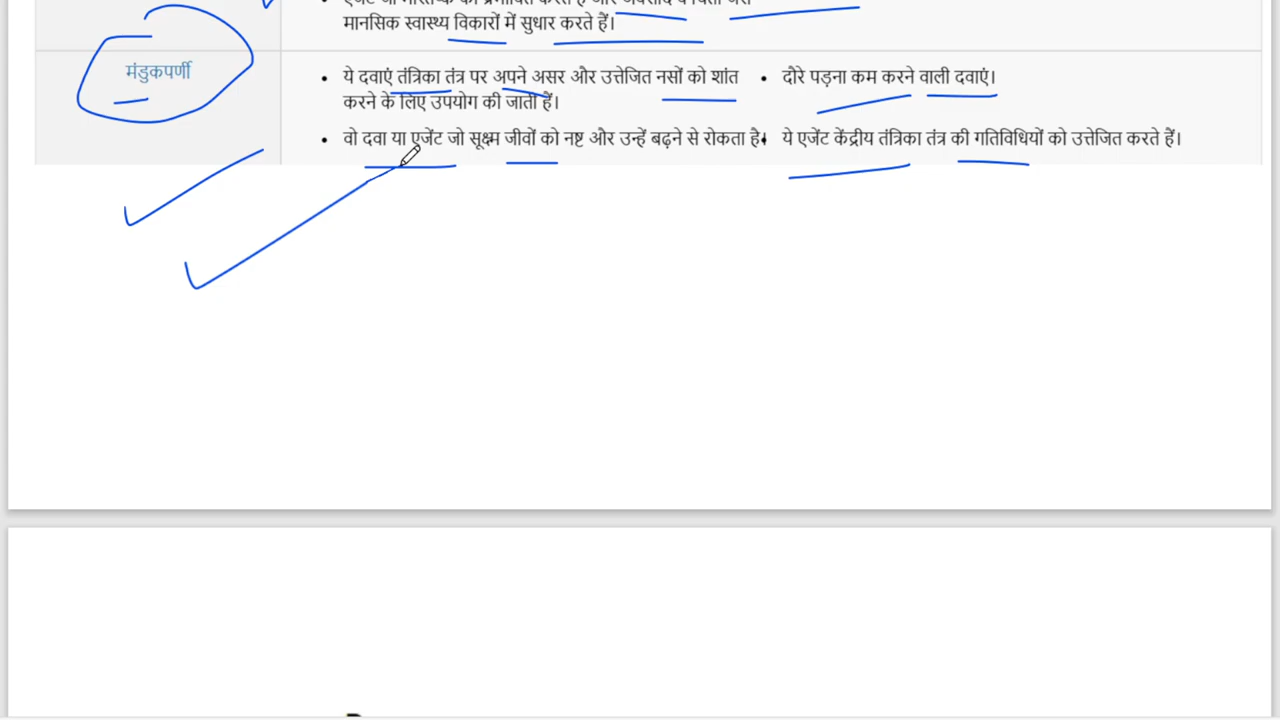 मानसिक स्वास्थ्य विकारों में सुधार करते हैं।
मंडुकपर्णी
• ये दवाएं तंत्रिका तंत्र पर अपने असर और उत्तेजित नसों को शांत
करने के लिए उपयोग की जाती हैं।
• दौरे पड़ना कम करने वाली दवाएं।
• वो दवा या एजेंट जो सूक्ष्म जीवों को नष्ट और उन्हें बढ़ने से रोकता है।
• ये एजेंट केंद्रीय तंत्रिका तंत्र की गतिविधियों को उत्तेजित करते हैं।